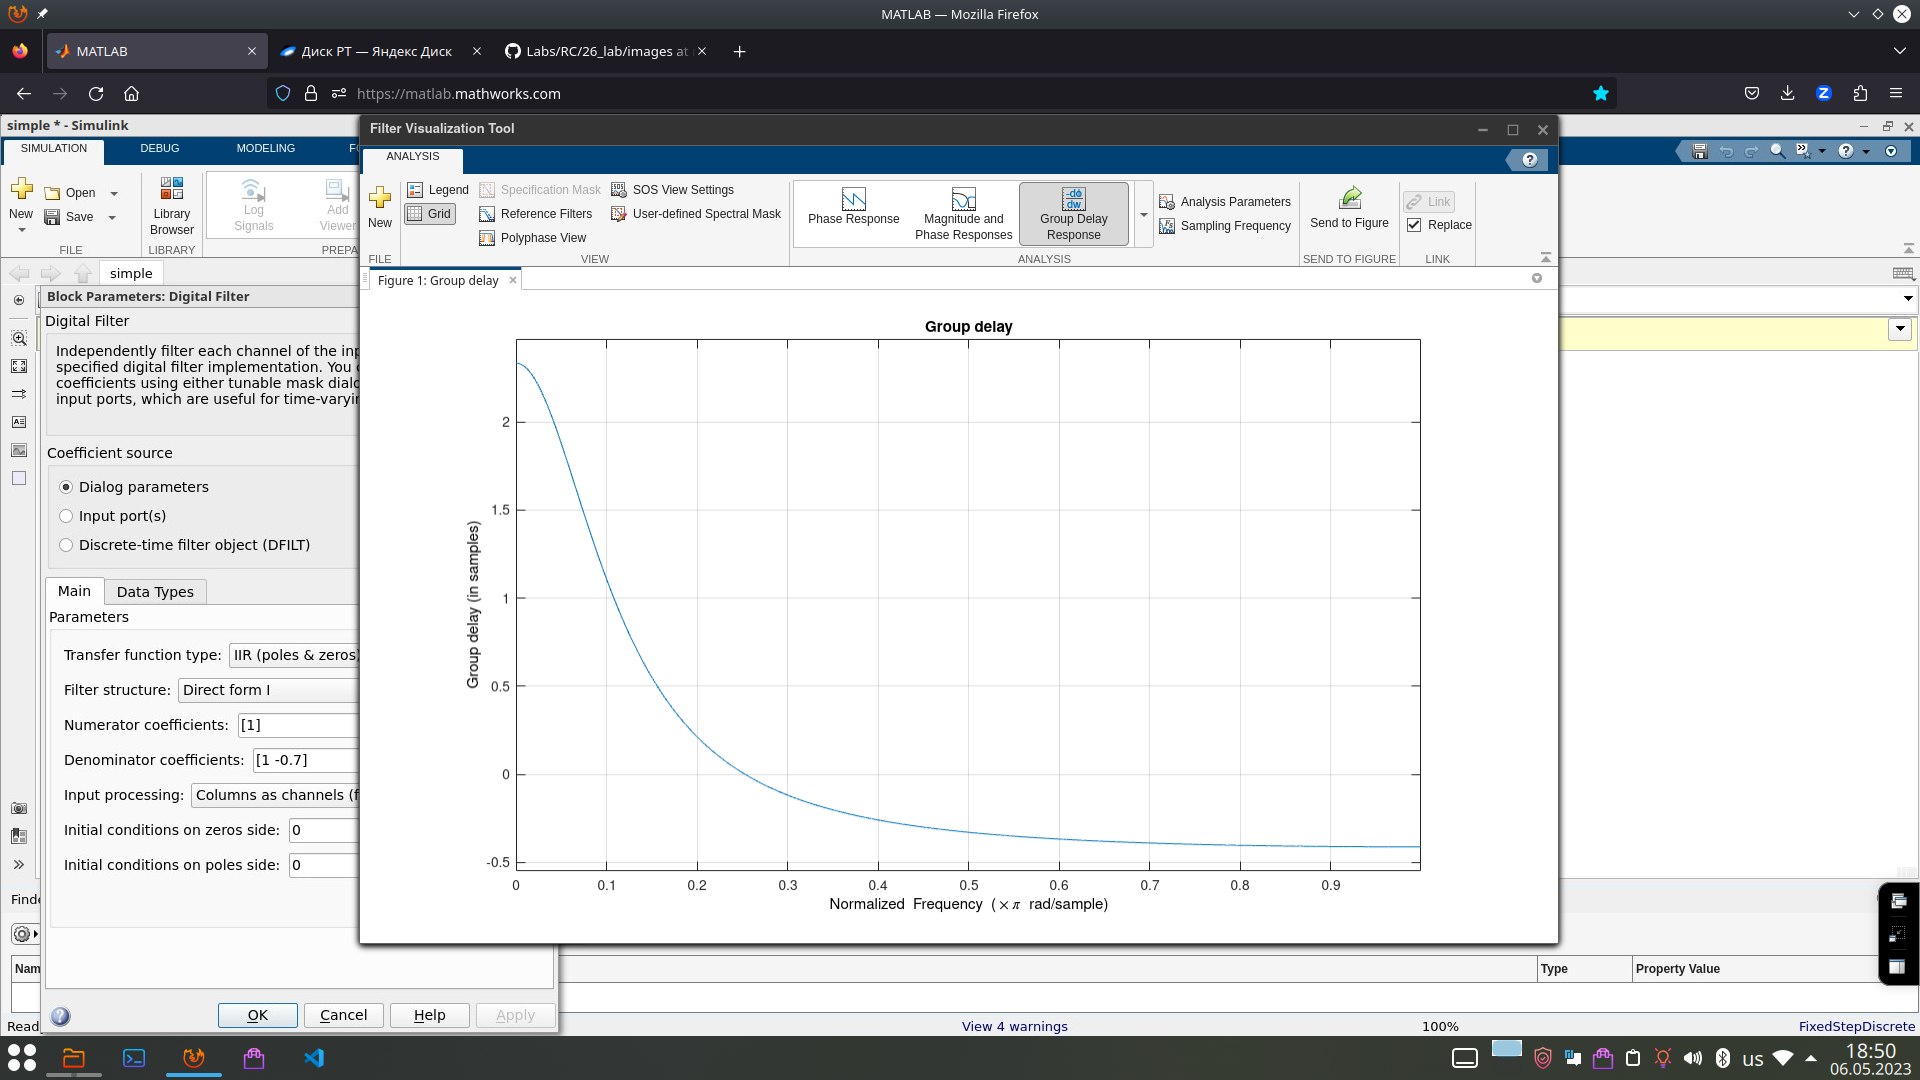 MATLAB — Mozilla Firefox
MATLAB
Диск РТ — Яндекс Диск
Labs/RC/26_lab/images at
https://matlab.mathworks.com
simple * - Simulink
SIMULATION
DEBUG
MODELING
Filter Visualization Tool
ANALYSIS
New
Open
Save
Library
Browser
Log
Signals
Add
Viewer
FILE
LIBRARY
PREPA
New
Legend
Grid
Specification Mask
Reference Filters
Polyphase View
SOS View Settings
User-defined Spectral Mask
Phase Response
Magnitude and
Phase Responses
Group Delay
Response
Analysis Parameters
Sampling Frequency
Send to Figure
Link
Replace
FILE
VIEW
ANALYSIS
SEND TO FIGURE
LINK
simple
Figure 1: Group delay
Block Parameters: Digital Filter
Digital Filter
Independently filter each channel of the inp
specified digital filter implementation. You
coefficients using either tunable mask dialo
input ports, which are useful for time-varyin
Coefficient source
Dialog parameters
Input port(s)
Discrete-time filter object (DFILT)
Main
Data Types
Parameters
Transfer function type:
IIR (poles & zeros)
Filter structure:
Direct form I
Numerator coefficients:
[1]
Denominator coefficients:
[1 -0.7]
Input processing:
Columns as channels (f
Initial conditions on zeros side:
0
Initial conditions on poles side:
0
OK
Cancel
Help
Apply
Group delay
2
1.5
1
0.5
0
-0.5
Group delay (in samples)
0
0.1
0.2
0.3
0.4
0.5
0.6
0.7
0.8
0.9
Normalized Frequency (×π rad/sample)
Type
Property Value
View 4 warnings
100%
FixedStepDiscrete
us
18:50
06.05.2023